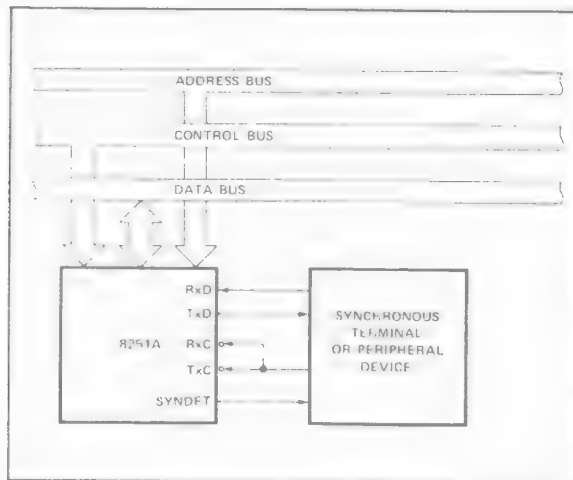 ADDRESS BUS
CONTROL BUS
DATA BUS
RxD
TxD
8251A
RxC
TxC
SYNDET
SYNCHRONOUS
TERMINAL
OR PERIPHERAL
DEVICE